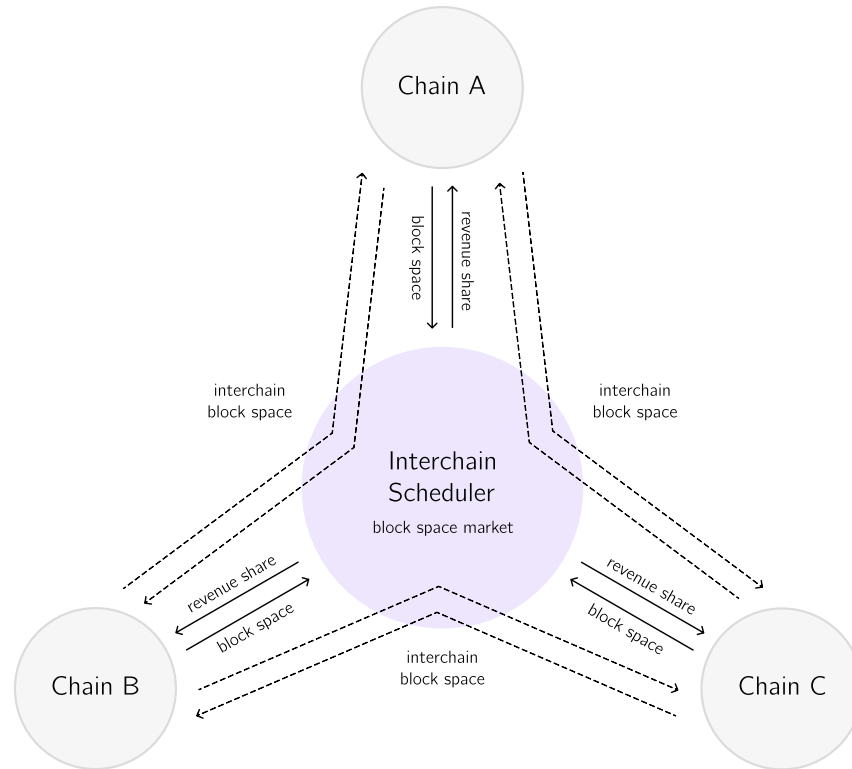 Chain A
block space
revenue share
interchain
block space
interchain
block space
Interchain
Scheduler
block space market
revenue share
block space
revenue share
block space
interchain
block space
Chain B
Chain C